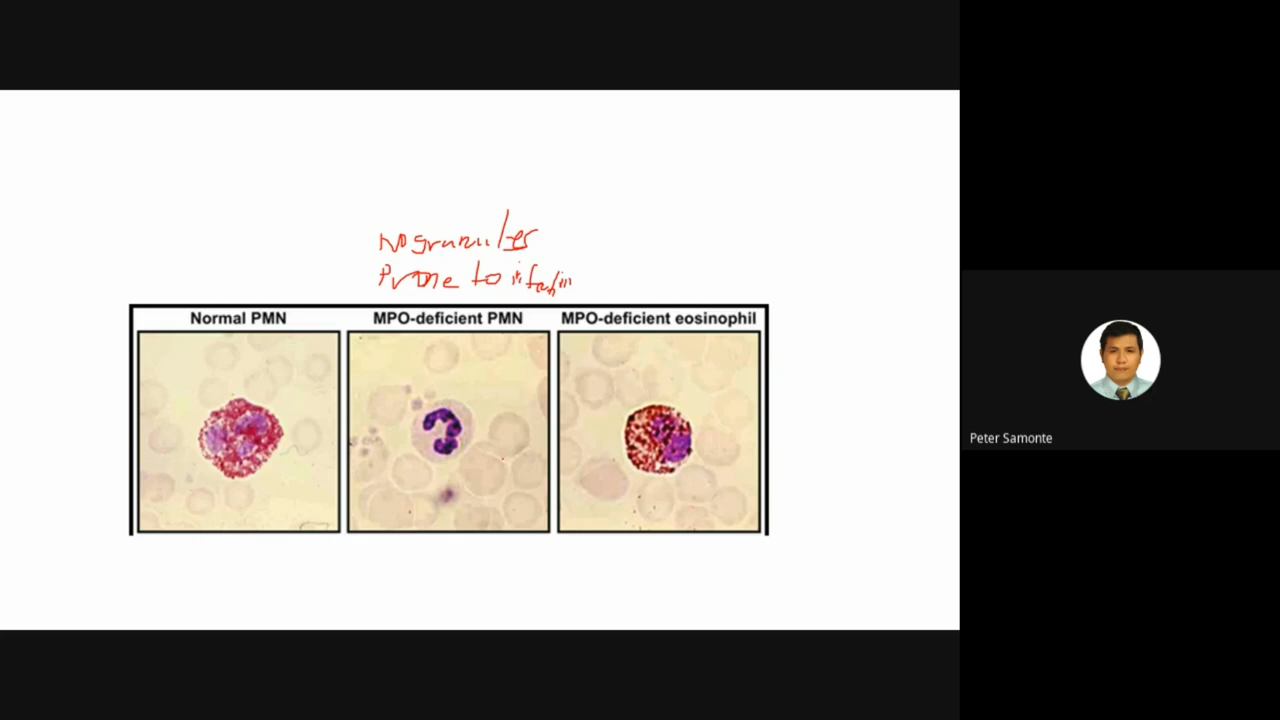 No granules
Prone to
Normal PMN
MPO-deficient PMN
MPO-deficient eosinophil
Peter Samonte